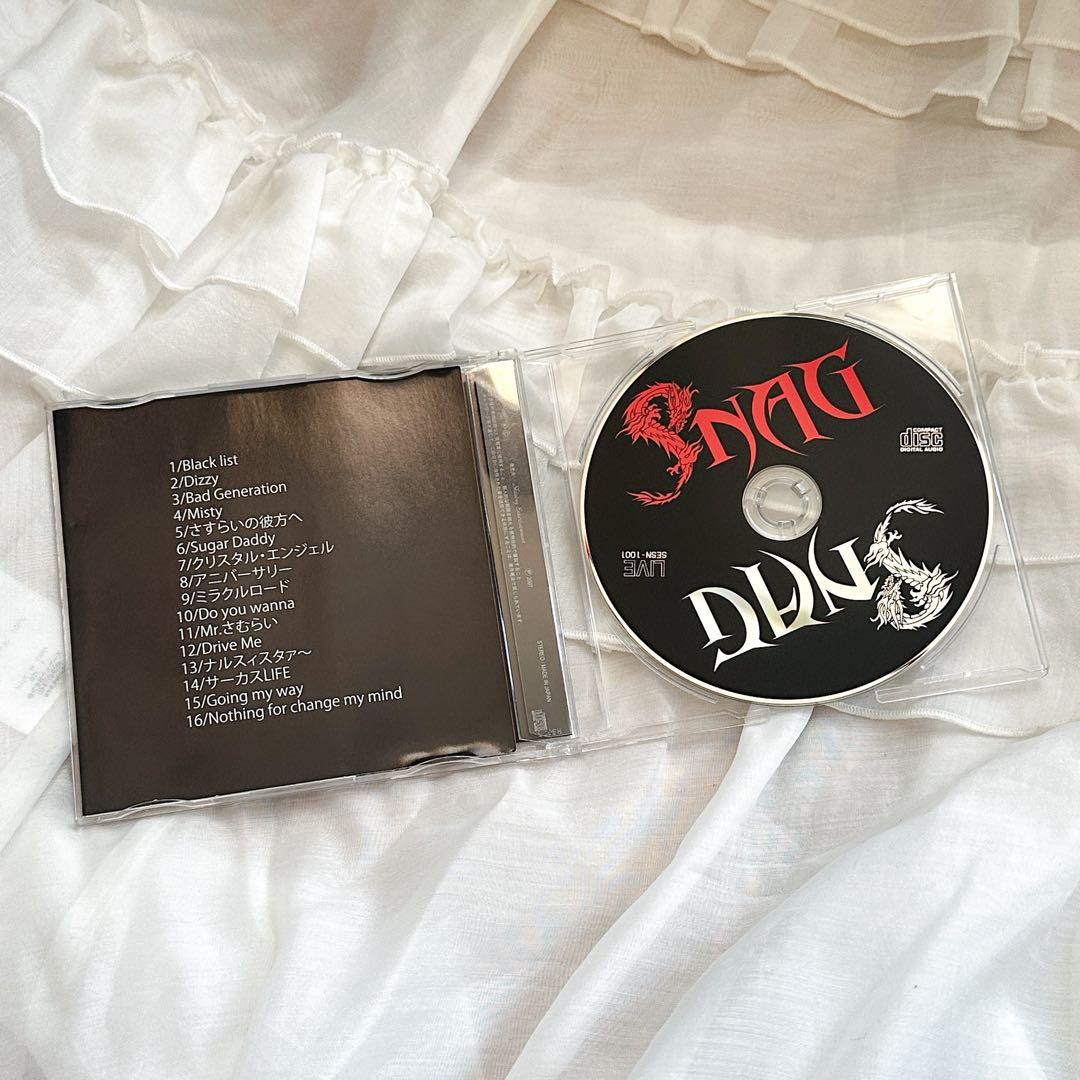 1/Black list
2/Dizzy
3/Bad Generation
4/Misty
5/さすらいの彼方へ
6/Sugar Daddy
7/クリスタル・エンジェル
8/アニバーサリー
9/ミラクルロード
10/Do you wanna
11/Mr.さむらい
12/Drive Me
13/ナルスィスタァ〜
14/サーカスLIFE
15/Going my way
16/Nothing for change my mind
℗ 2007
STEREO MADE IN JAPAN
SNAG
COMPACT
disc
DIGITAL AUDIO
LIVE
SESN-1001
SNAG